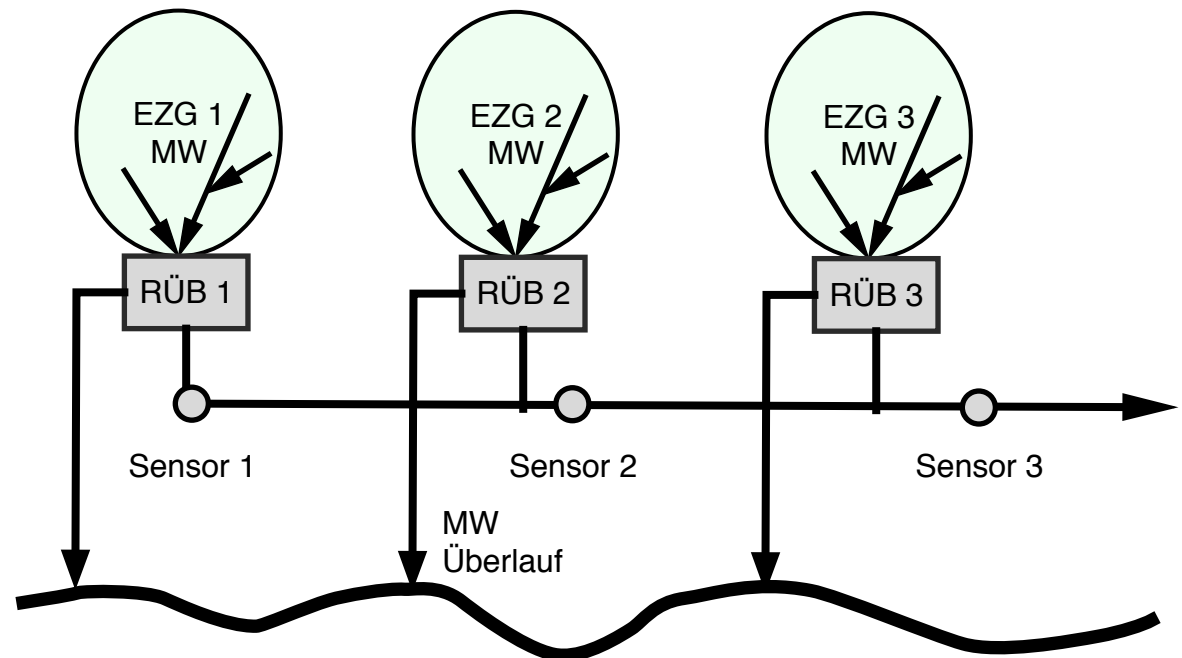 EZG 1
MW
EZG 2
MW
EZG 3
MW
RÜB 1
RÜB 2
RÜB 3
Sensor 1
Sensor 2
Sensor 3
MW
Überlauf